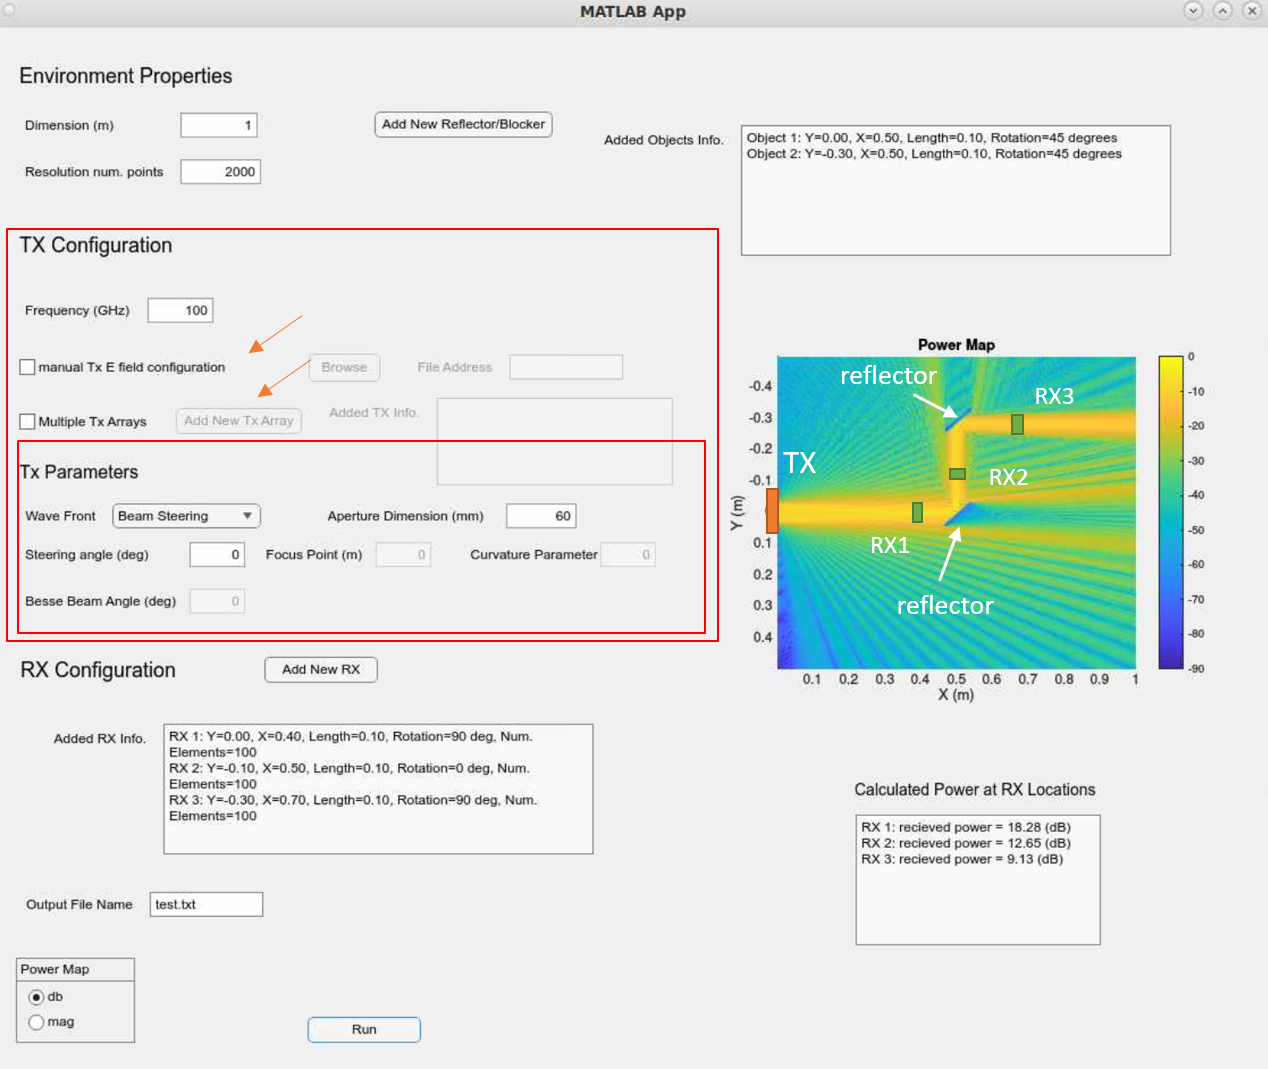 MATLAB App
Environment Properties
Dimension (m)
1
Add New Reflector/Blocker
Added Objects Info.
Object 1: Y=0.00, X=0.50, Length=0.10, Rotation=45 degrees
Object 2: Y=-0.30, X=0.50, Length=0.10, Rotation=45 degrees
Resolution num. points
2000
TX Configuration
Frequency (GHz)
100
manual Tx E field configuration
Browse
File Address
Multiple Tx Arrays
Add New Tx Array
Added TX Info.
Tx Parameters
Wave Front
Beam Steering
Aperture Dimension (mm)
60
Steering angle (deg)
0
Focus Point (m)
0
Curvature Parameter
0
Besse Beam Angle (deg)
0
Power Map
reflector
RX3
TX
RX2
RX1
reflector
-0.4
-0.3
-0.2
-0.1
0.1
0.2
0.3
0.4
Y (m)
0.1
0.2
0.3
0.4
0.5
0.6
0.7
0.8
0.9
1
X (m)
0
-10
-20
-30
-40
-50
-60
-70
-80
-90
RX Configuration
Add New RX
Added RX Info.
RX 1: Y=0.00, X=0.40, Length=0.10, Rotation=90 deg, Num.
Elements=100
RX 2: Y=-0.10, X=0.50, Length=0.10, Rotation=0 deg, Num.
Elements=100
RX 3: Y=-0.30, X=0.70, Length=0.10, Rotation=90 deg, Num.
Elements=100
Calculated Power at RX Locations
RX 1: recieved power = 18.28 (dB)
RX 2: recieved power = 12.65 (dB)
RX 3: recieved power = 9.13 (dB)
Output File Name
test.txt
Power Map
db
mag
Run